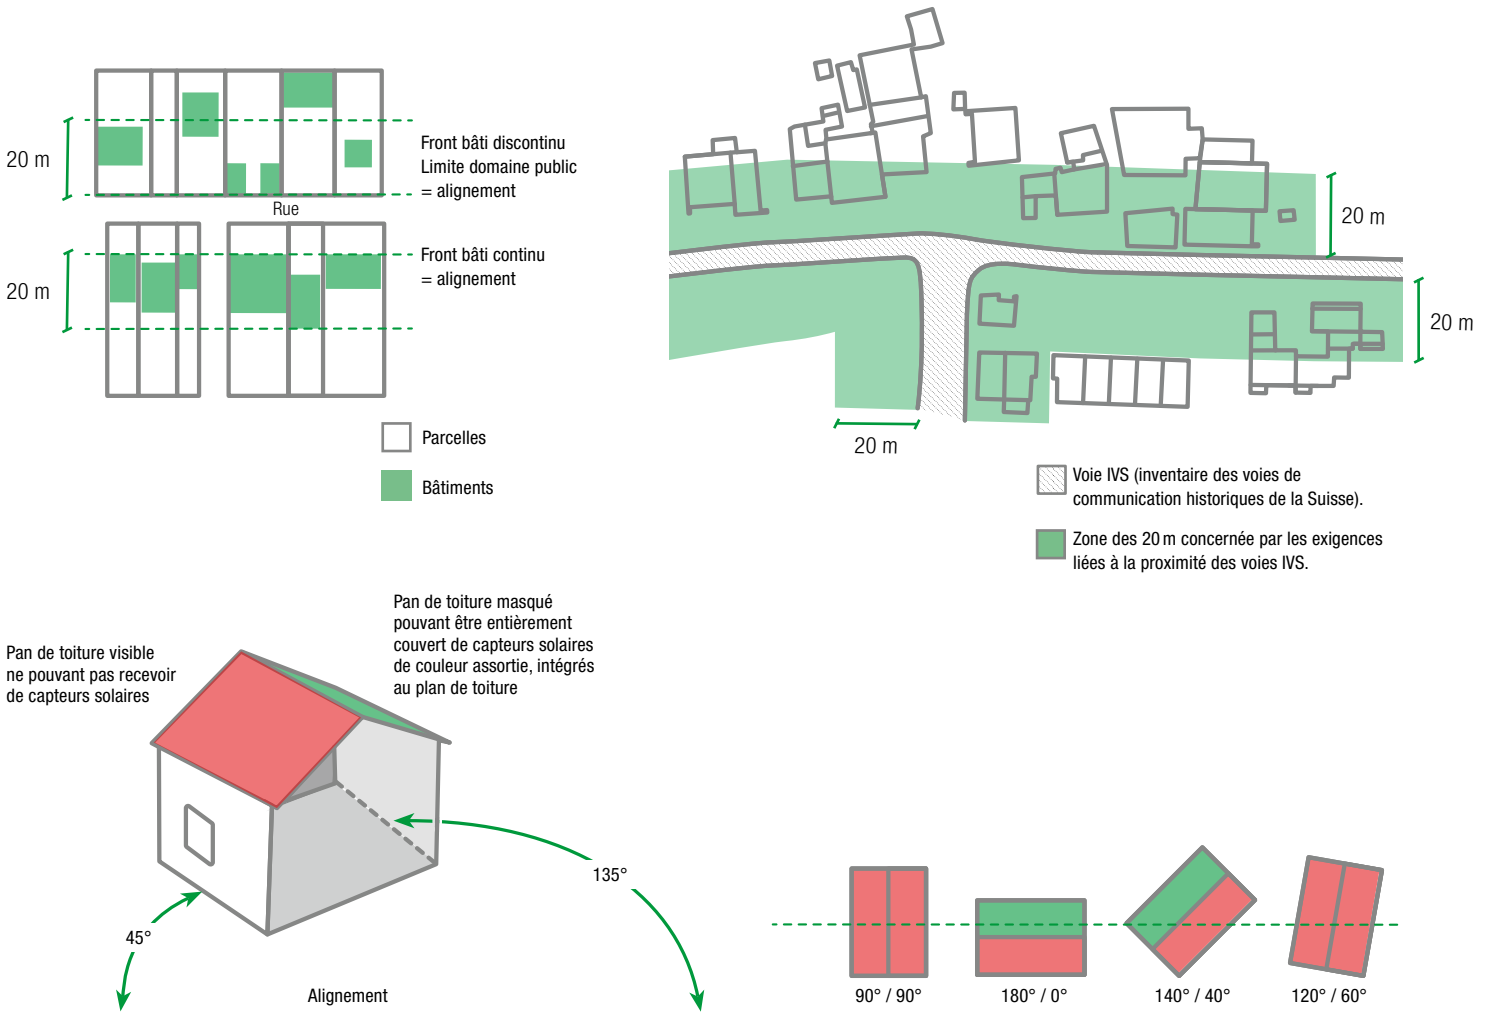 20 m
Front bâti discontinu
Limite domaine public
= alignement
Rue
20 m
Front bâti continu
= alignement
Parcelles
Bâtiments
20 m
20 m
20 m
Voie IVS (inventaire des voies de
communication historiques de la Suisse).
Zone des 20 m concernée par les exigences
liées à la proximité des voies IVS.
Pan de toiture visible
ne pouvant pas recevoir
de capteurs solaires
Pan de toiture masqué
pouvant être entièrement
couvert de capteurs solaires
de couleur assortie, intégrés
au plan de toiture
135°
45°
Alignement
90° / 90°
180° / 0°
140° / 40°
120° / 60°